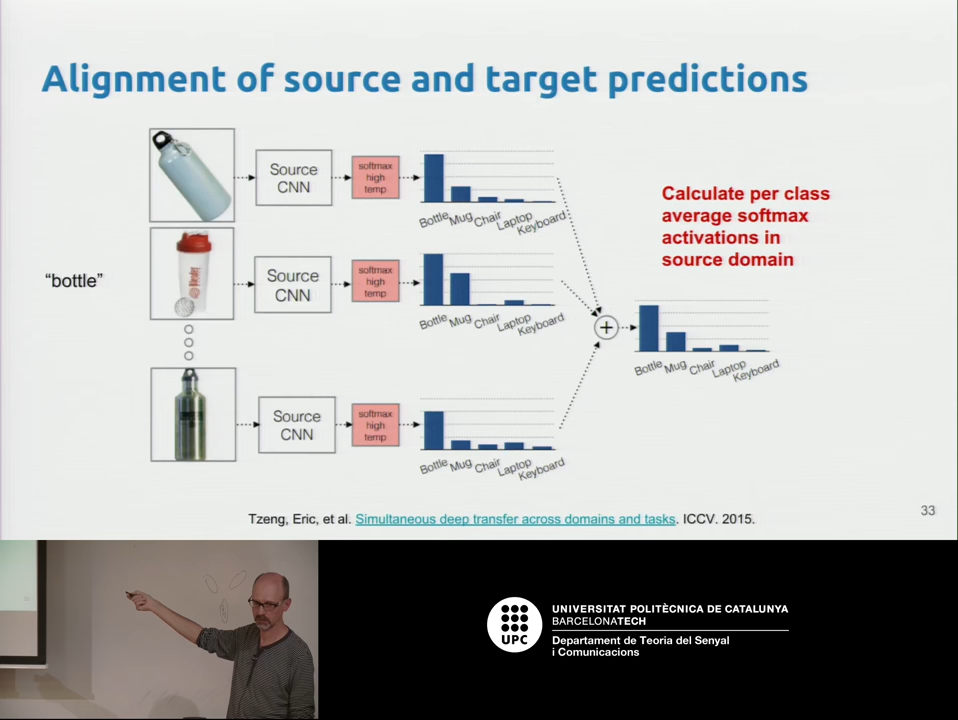 Alignment of source and target predictions
Source
CNN
softmax
high
temp
Bottle Mug Chair Laptop Keyboard
Calculate per class
average softmax
activations in
source domain
"bottle"
Source
CNN
softmax
high
temp
Bottle Mug Chair Laptop Keyboard
+
Bottle Mug Chair Laptop Keyboard
Source
CNN
softmax
high
temp
Bottle Mug Chair Laptop Keyboard
Tzeng, Eric, et al. Simultaneous deep transfer across domains and tasks. ICCV. 2015.
33
UPC
UNIVERSITAT POLITÈCNICA DE CATALUNYA
BARCELONATECH
Departament de Teoria del Senyal
i Comunicacions